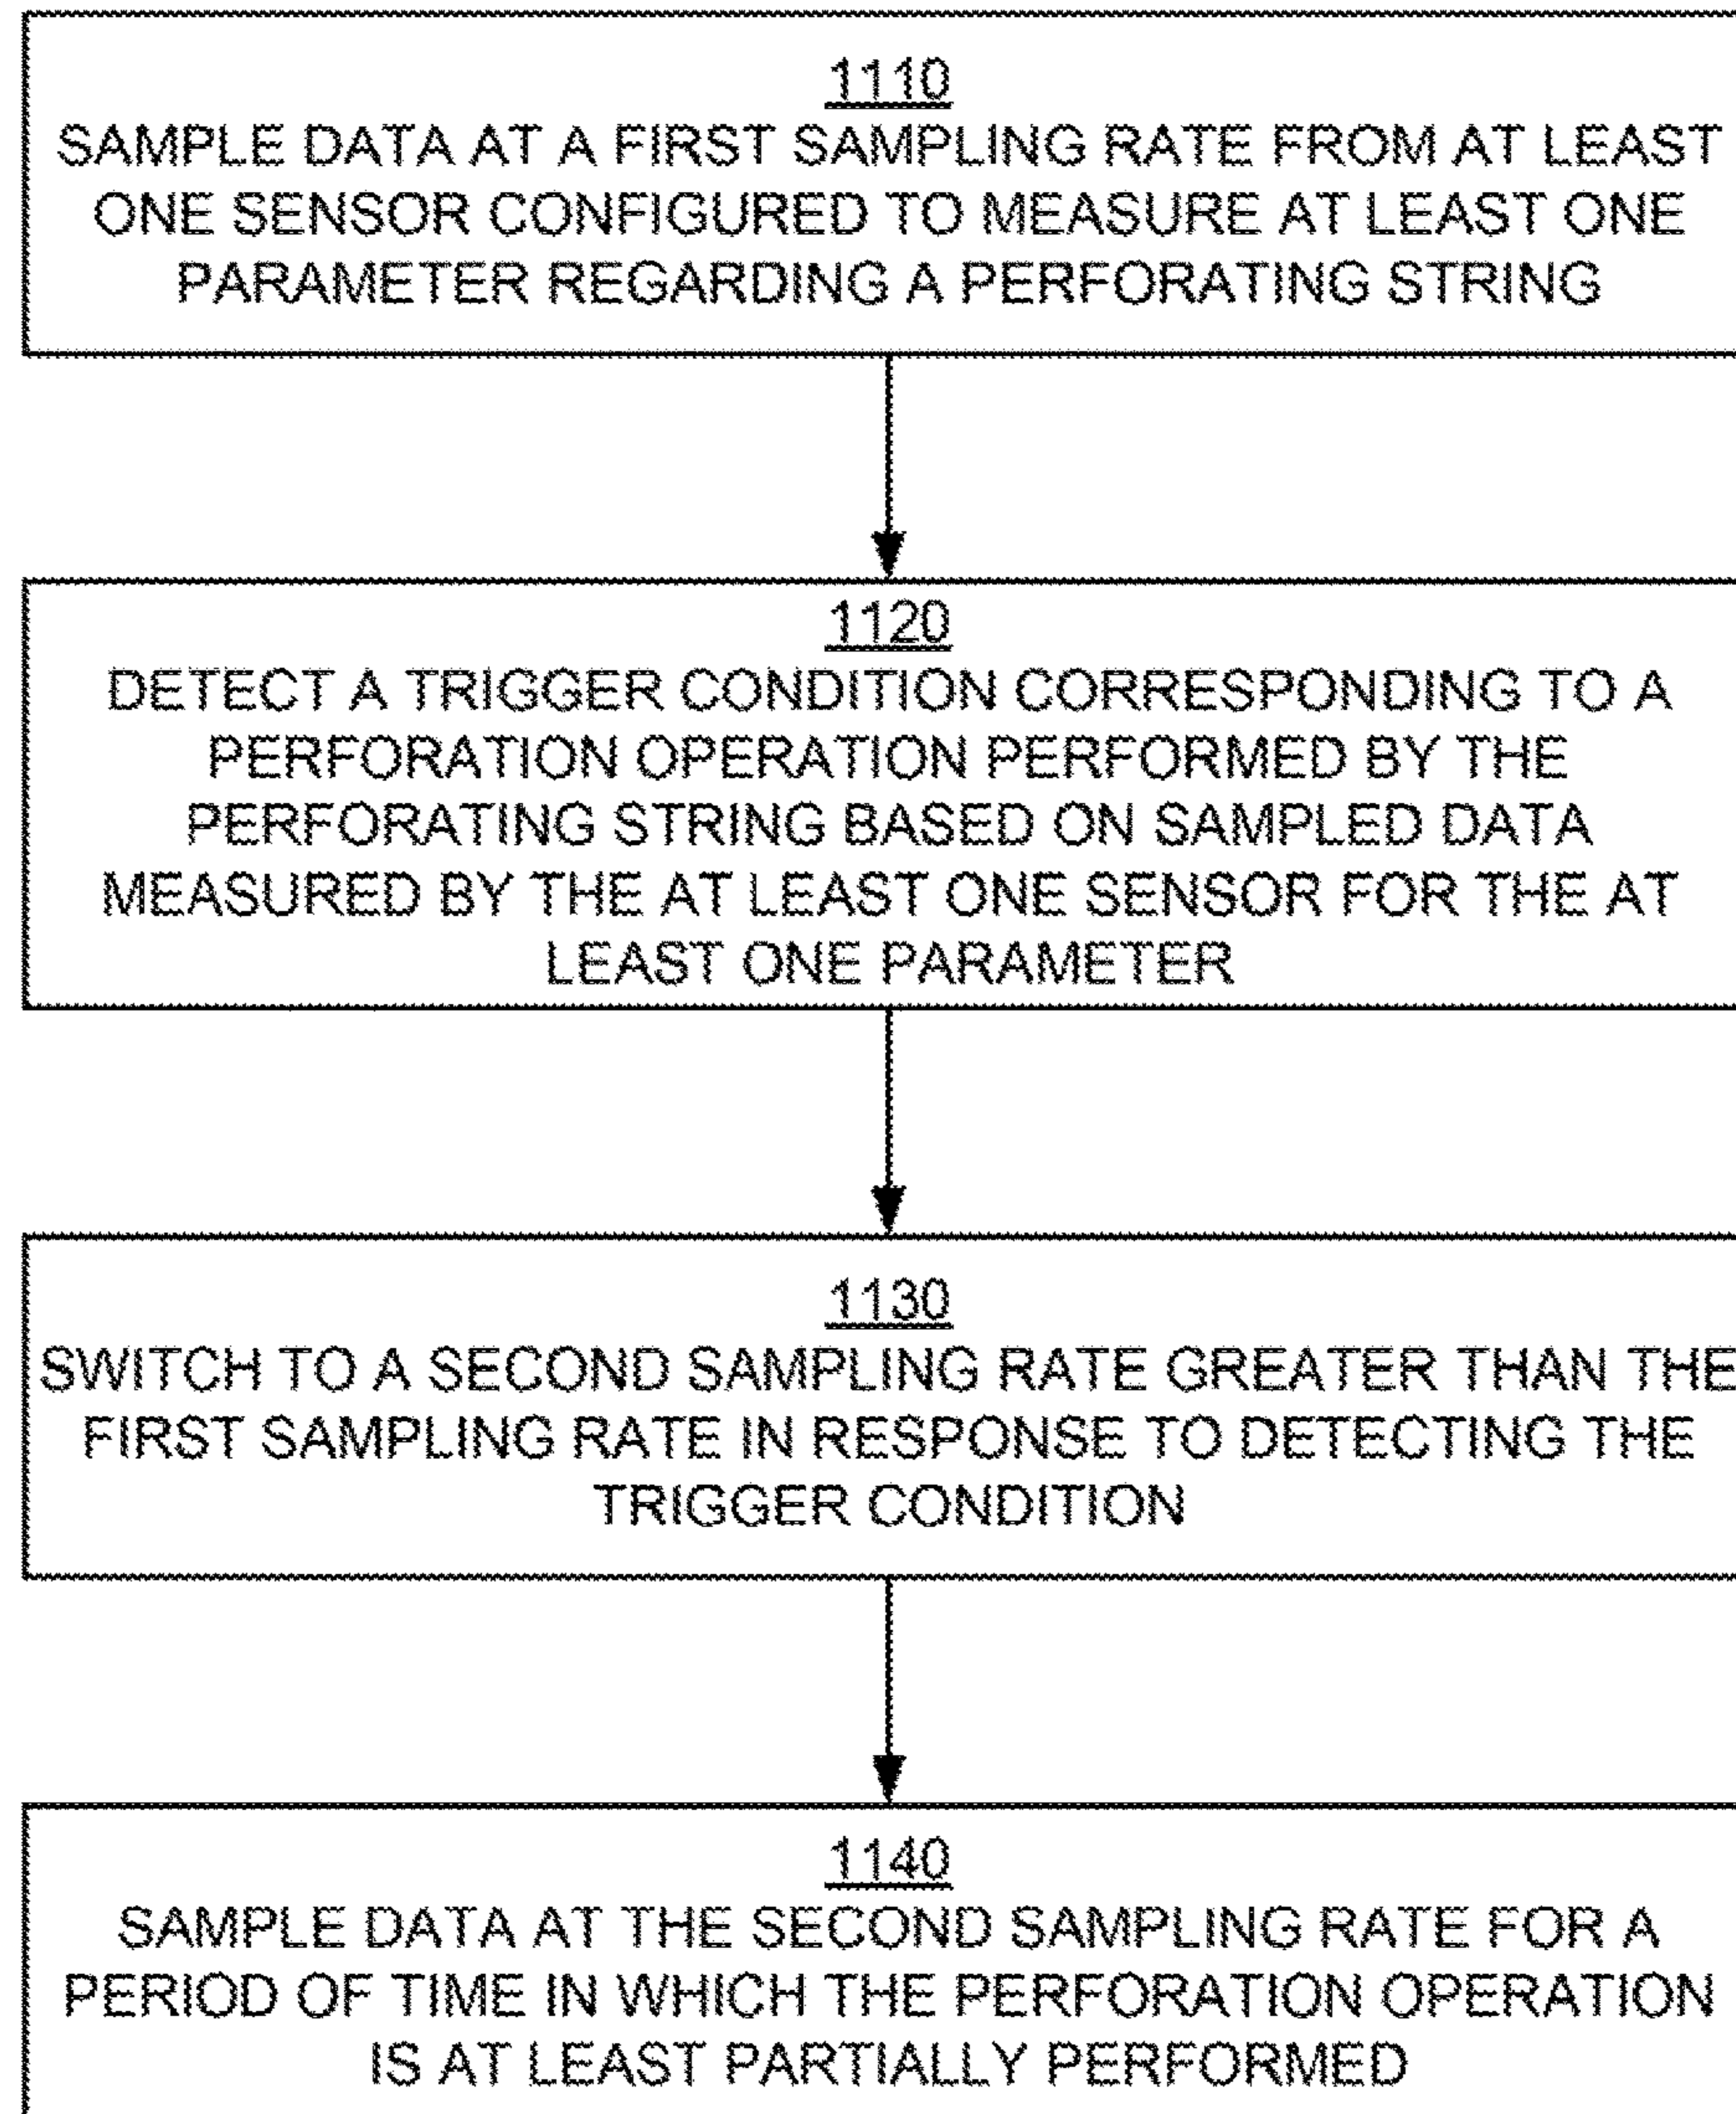 1110
SAMPLE DATA AT A FIRST SAMPLING RATE FROM AT LEAST
ONE SENSOR CONFIGURED TO MEASURE AT LEAST ONE
PARAMETER REGARDING A PERFORATING STRING
1120
DETECT A TRIGGER CONDITION CORRESPONDING TO A
PERFORATION OPERATION PERFORMED BY THE
PERFORATING STRING BASED ON SAMPLED DATA
MEASURED BY THE AT LEAST ONE SENSOR FOR THE AT
LEAST ONE PARAMETER
1130
SWITCH TO A SECOND SAMPLING RATE GREATER THAN THE
FIRST SAMPLING RATE IN RESPONSE TO DETECTING THE
TRIGGER CONDITION
1140
SAMPLE DATA AT THE SECOND SAMPLING RATE FOR A
PERIOD OF TIME IN WHICH THE PERFORATION OPERATION
IS AT LEAST PARTIALLY PERFORMED